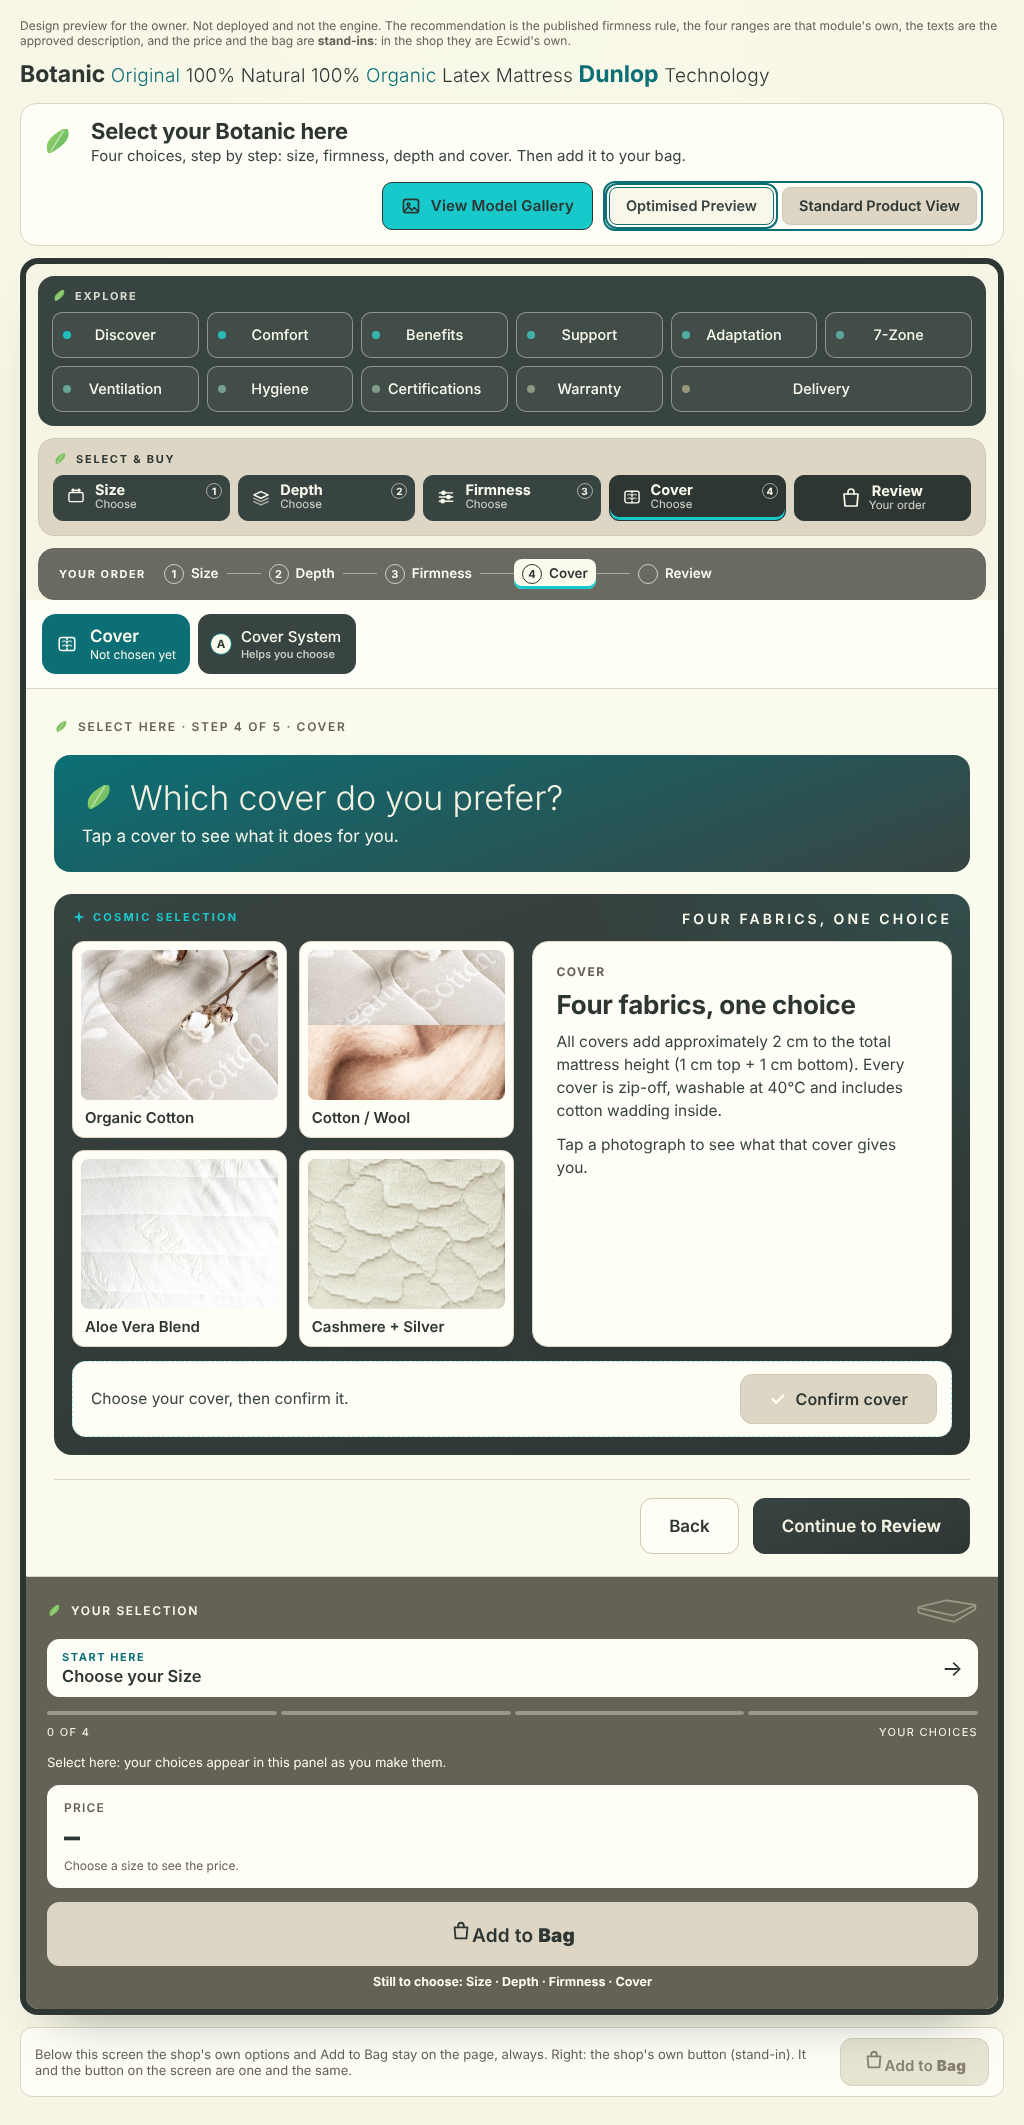 Design preview for the owner. Not deployed and not the engine. The recommendation is the published firmness rule, the four ranges are that module's own, the texts are the
approved description, and the price and the bag are stand-ins: in the shop they are Ecwid's own.
Botanic Original 100% Natural 100% Organic Latex Mattress Dunlop Technology
Select your Botanic here
Four choices, step by step: size, firmness, depth and cover. Then add it to your bag.
View Model Gallery
Optimised Preview
Standard Product View
EXPLORE
Discover
Comfort
Benefits
Support
Adaptation
7-Zone
Ventilation
Hygiene
Certifications
Warranty
Delivery
SELECT & BUY
Size
Choose
1
Depth
Choose
2
Firmness
Choose
3
Cover
Choose
4
Review
Your order
YOUR ORDER
1 Size
2 Depth
3 Firmness
4 Cover
Review
Cover
Not chosen yet
A
Cover System
Helps you choose
SELECT HERE · STEP 4 OF 5 · COVER
Which cover do you prefer?
Tap a cover to see what it does for you.
COSMIC SELECTION
FOUR FABRICS, ONE CHOICE
Cotton
Organic Cotton
Cotton
Cotton / Wool
Aloe Vera Blend
Cashmere + Silver
COVER
Four fabrics, one choice
All covers add approximately 2 cm to the total
mattress height (1 cm top + 1 cm bottom). Every
cover is zip-off, washable at 40°C and includes
cotton wadding inside.
Tap a photograph to see what that cover gives
you.
Choose your cover, then confirm it.
Confirm cover
Back
Continue to Review
YOUR SELECTION
START HERE
Choose your Size
0 OF 4
YOUR CHOICES
Select here: your choices appear in this panel as you make them.
PRICE
–
Choose a size to see the price.
Add to Bag
Still to choose: Size · Depth · Firmness · Cover
Below this screen the shop's own options and Add to Bag stay on the page, always. Right: the shop's own button (stand-in). It
and the button on the screen are one and the same.
Add to Bag